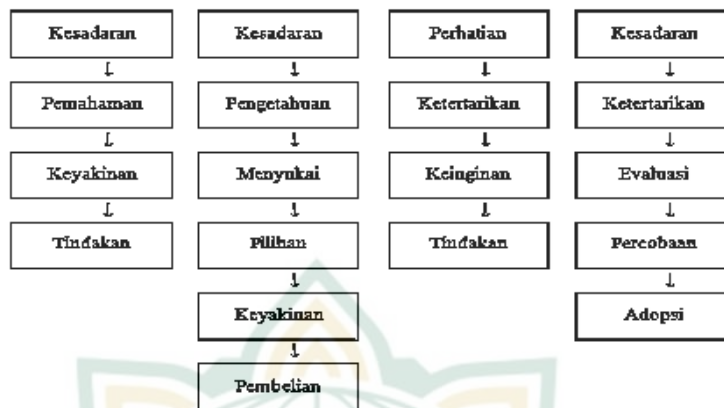 Kesadaran Kesadaran Perhatian Kesadaran
Pemahaman Pengetahuan Ketertarikan Ketertarikan
Keyakinan Menyukai Keinginan Evaluasi
Tindakan Pilihan Tindakan Percobaan
Keyakinan Adopsi
Pembelian